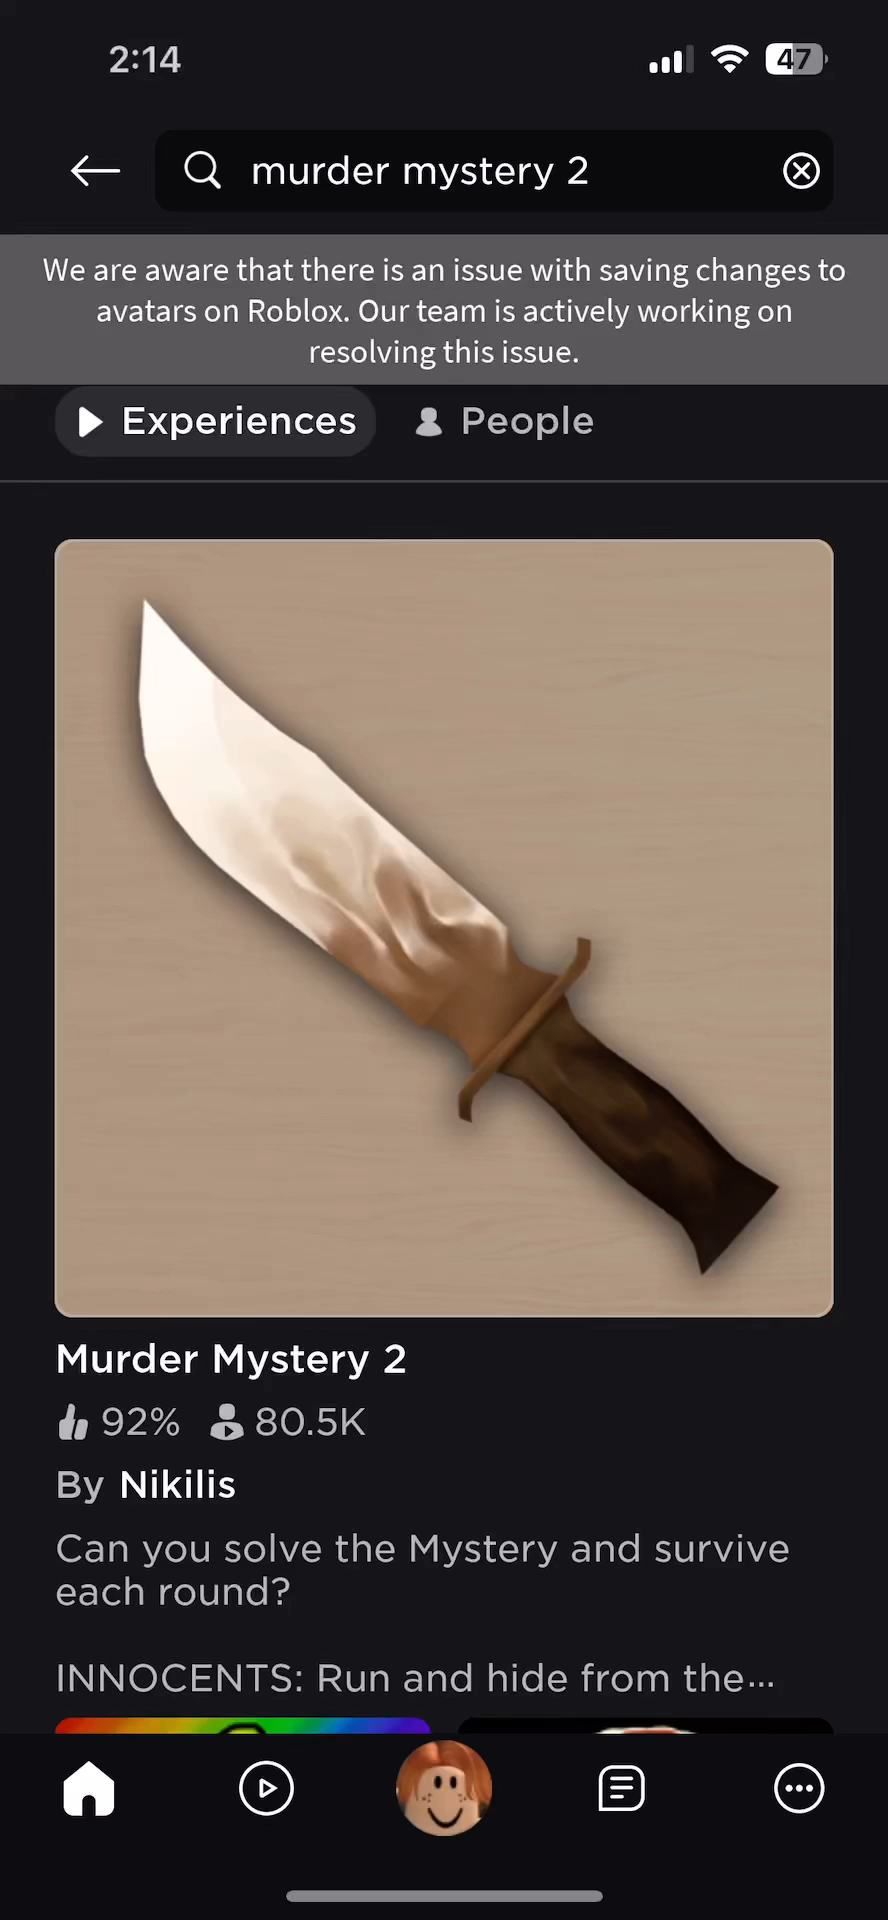 2:14
47
murder mystery 2
We are aware that there is an issue with saving changes to
avatars on Roblox. Our team is actively working on
resolving this issue.
Experiences People
Murder Mystery 2
92% 80.5K
By Nikilis
Can you solve the Mystery and survive
each round?
INNOCENTS: Run and hide from the...